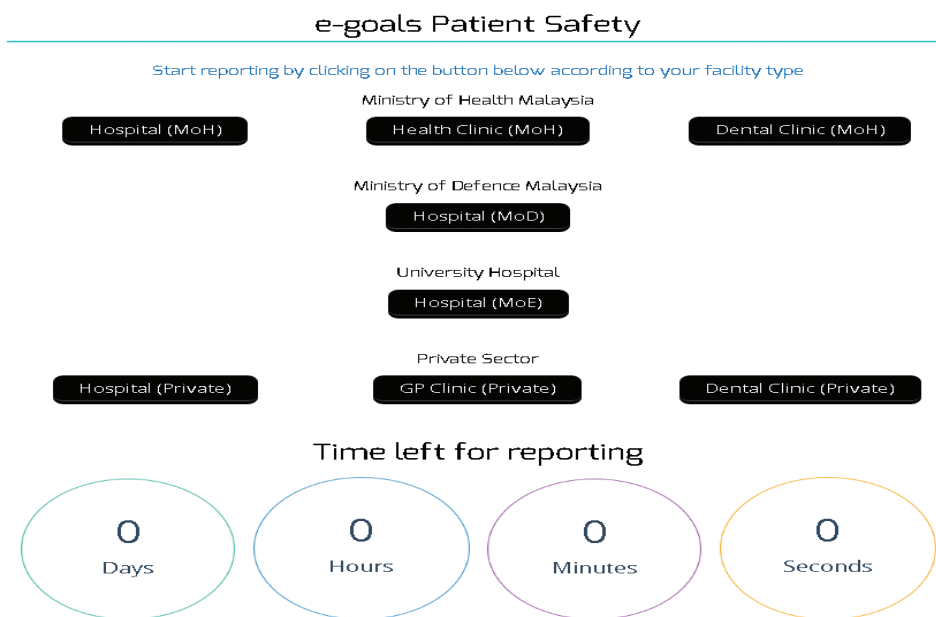 e-goals Patient Safety
Start reporting by clicking on the button below according to your facility type
Ministry of Health Malaysia
Hospital (MoH) Health Clinic (MoH) Dental Clinic (MoH)
Ministry of Defence Malaysia
Hospital (MoD)
University Hospital
Hospital (MoE)
Private Sector
Hospital (Private) GP Clinic (Private) Dental Clinic (Private)
Time left for reporting
0 0 0 0
Days Hours Minutes Seconds